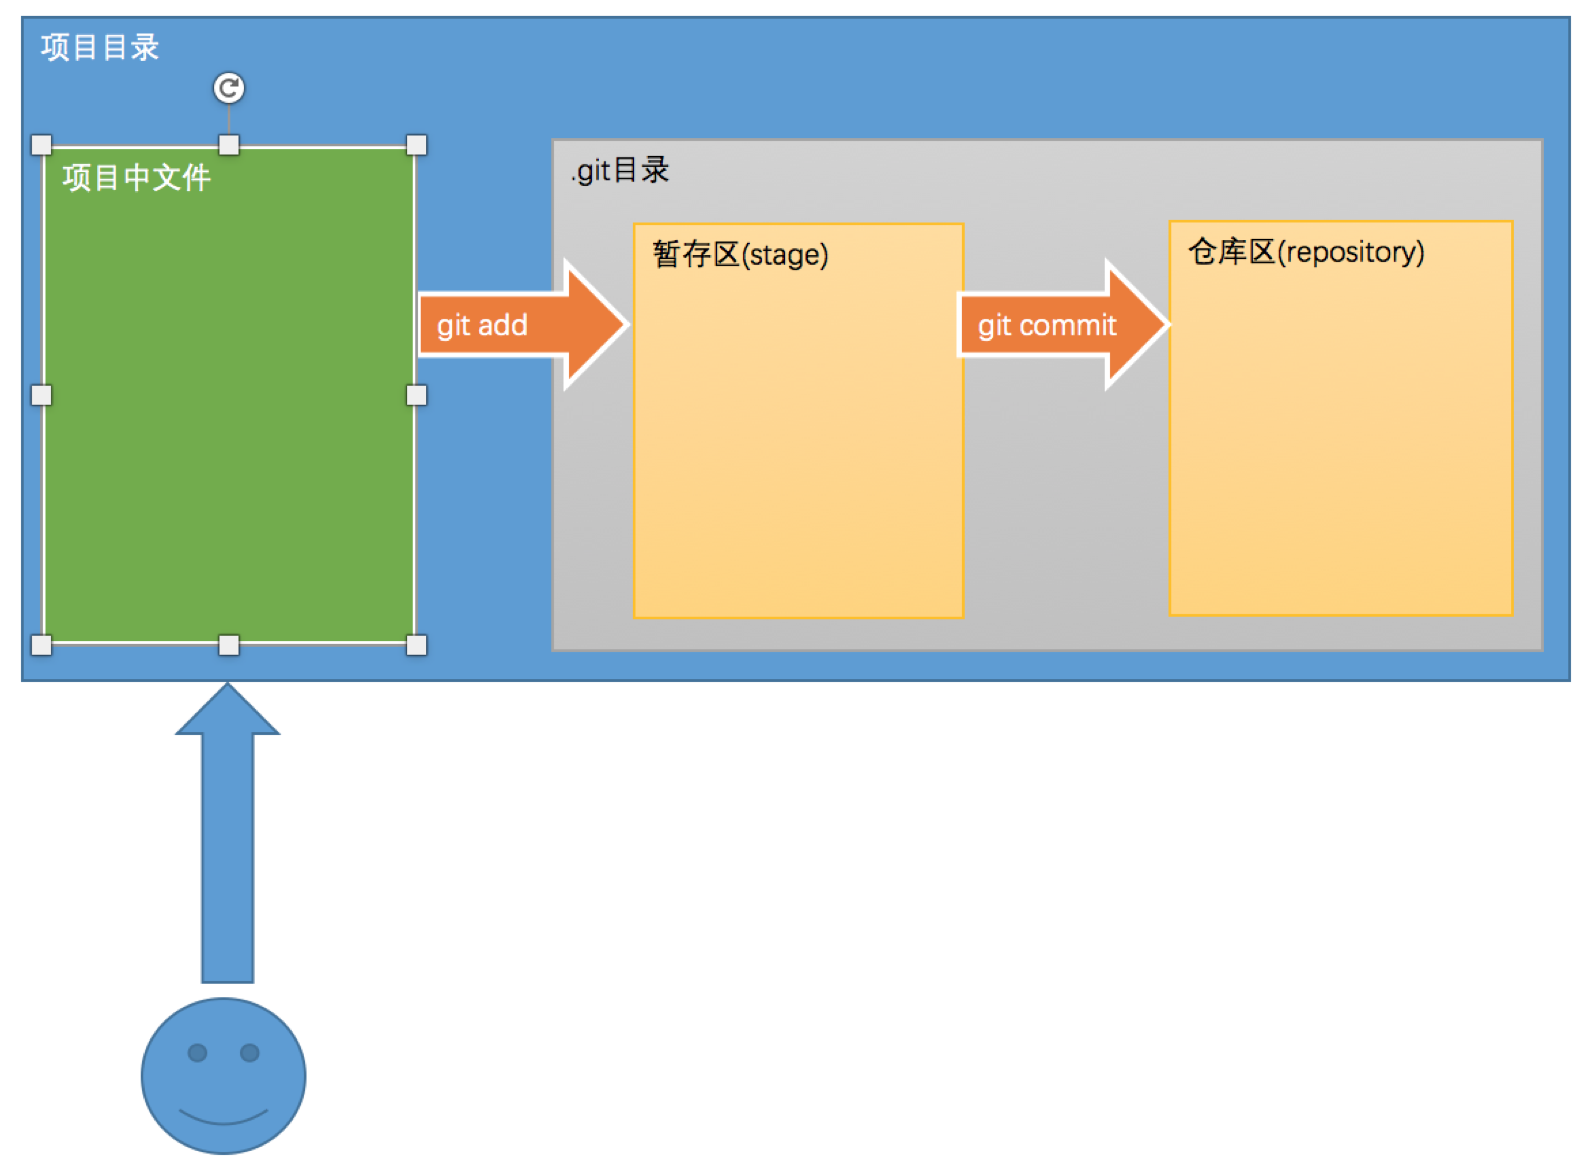 项目目录
项目中文件
.git目录
暂存区(stage)
仓库区(repository)
git add
git commit